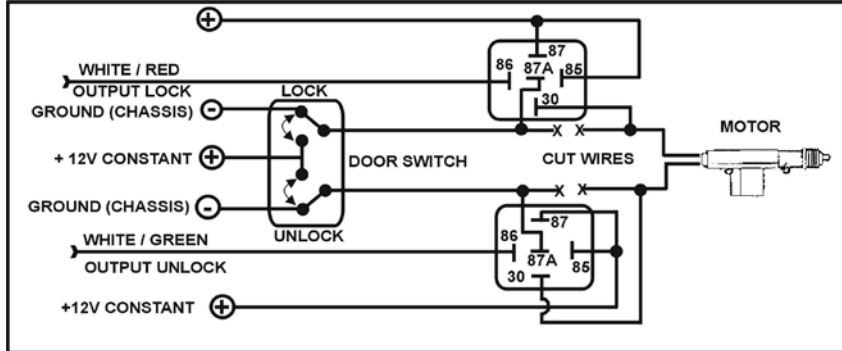 +
87
86
87A
85
30
WHITE / RED
OUTPUT LOCK
LOCK
GROUND (CHASSIS) -
+ 12V CONSTANT +
DOOR SWITCH
X X
CUT WIRES
MOTOR
X X
GROUND (CHASSIS) -
UNLOCK
WHITE / GREEN
OUTPUT UNLOCK
87
86
87A
85
30
+12V CONSTANT +